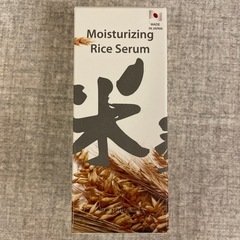 MADE
IN JAPAN
Moisturizing
Rice Serum
米